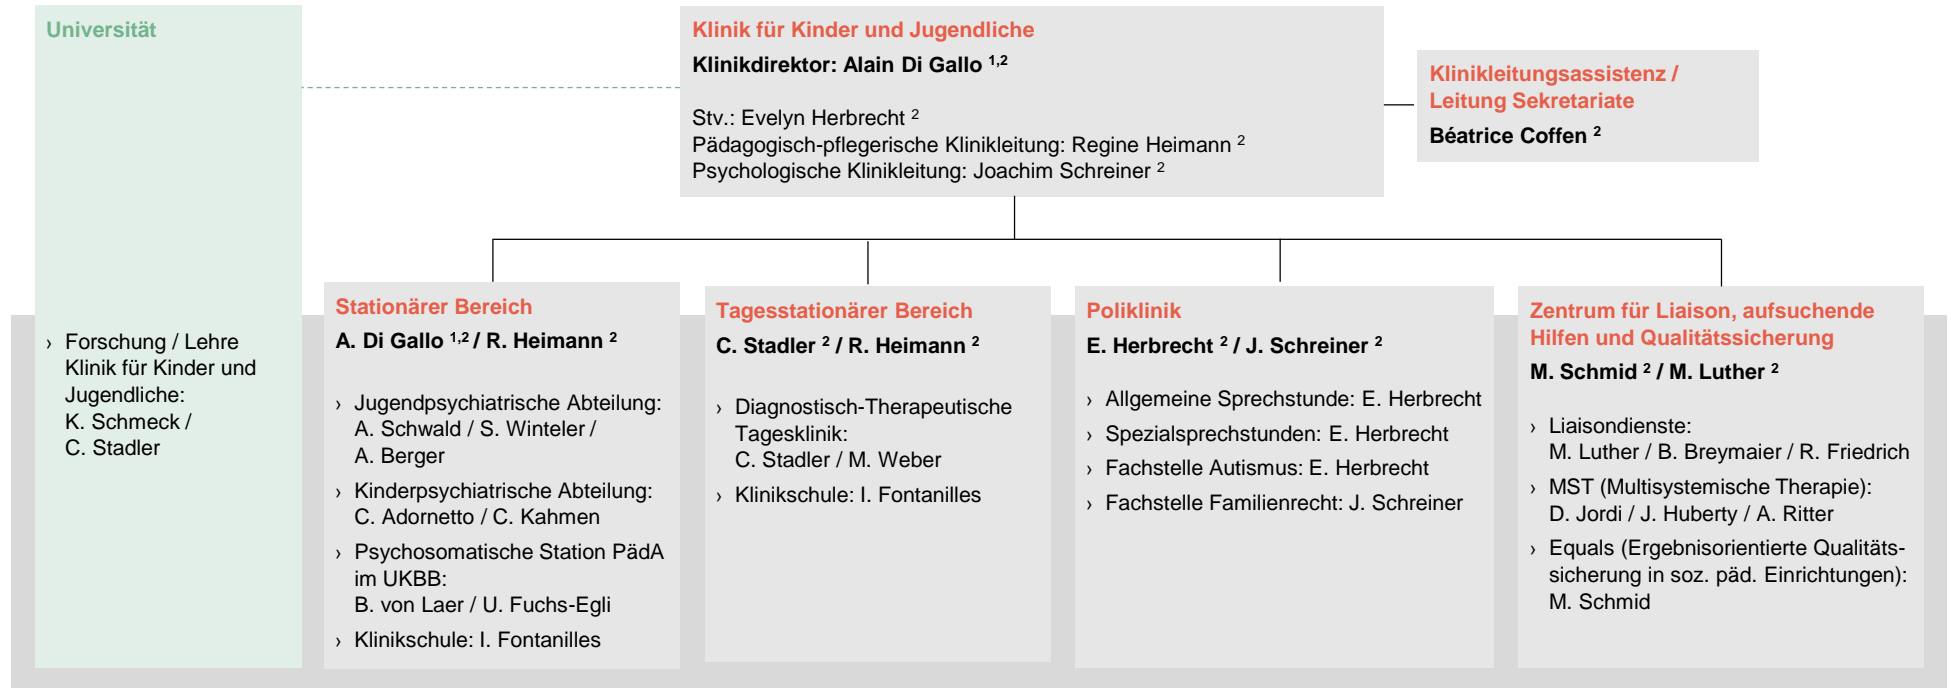 Universität
› Forschung / Lehre
Klinik für Kinder und
Jugendliche:
K. Schmeck /
C. Stadler
Klinik für Kinder und Jugendliche
Klinikdirektor: Alain Di Gallo 1,2
Stv.: Evelyn Herbrecht 2
Pädagogisch-pflegerische Klinikleitung: Regine Heimann 2
Psychologische Klinikleitung: Joachim Schreiner 2
Klinikleitungsassistenz /
Leitung Sekretariate
Béatrice Coffen 2
Stationärer Bereich
A. Di Gallo 1,2 / R. Heimann 2
› Jugendpsychiatrische Abteilung:
A. Schwald / S. Winteler /
A. Berger
› Kinderpsychiatrische Abteilung:
C. Adornetto / C. Kahmen
› Psychosomatische Station PädA
im UKBB:
B. von Laer / U. Fuchs-Egli
› Klinikschule: I. Fontanilles
Tagesstationärer Bereich
C. Stadler 2 / R. Heimann 2
› Diagnostisch-Therapeutische
Tagesklinik:
C. Stadler / M. Weber
› Klinikschule: I. Fontanilles
Poliklinik
E. Herbrecht 2 / J. Schreiner 2
› Allgemeine Sprechstunde: E. Herbrecht
› Spezialsprechstunden: E. Herbrecht
› Fachstelle Autismus: E. Herbrecht
› Fachstelle Familienrecht: J. Schreiner
Zentrum für Liaison, aufsuchende
Hilfen und Qualitätssicherung
M. Schmid 2 / M. Luther 2
› Liaisondienste:
M. Luther / B. Breymaier / R. Friedrich
› MST (Multisystemische Therapie):
D. Jordi / J. Huberty / A. Ritter
› Equals (Ergebnisorientierte Qualitäts-
sicherung in soz. päd. Einrichtungen):
M. Schmid